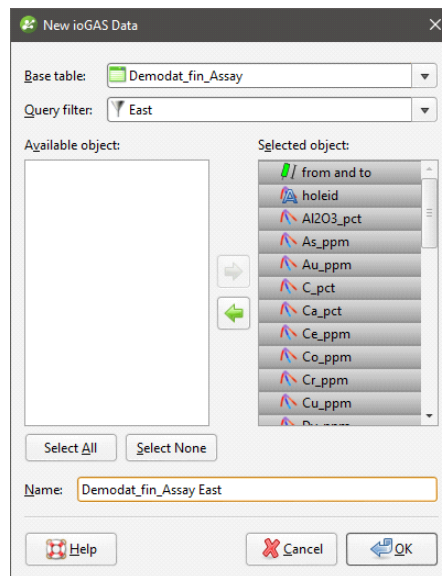 New ioGAS Data
Base table: Demodat_fin_Assay
Query filter: East
Available object:
Selected object:
from and to
holeid
Al2O3_pct
As_ppm
Au_ppm
C_pct
Ca_pct
Ce_ppm
Co_ppm
Cr_ppm
Cu_ppm
Select All
Select None
Name: Demodat_fin_Assay East
Help
Cancel
OK